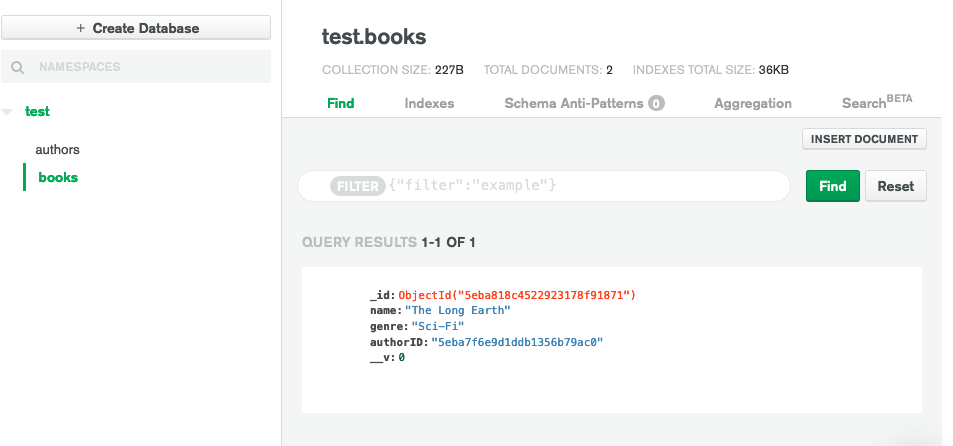 + Create Database
NAMESPACES
test
authors
books
test.books
COLLECTION SIZE: 227B TOTAL DOCUMENTS: 2 INDEXES TOTAL SIZE: 36KB
Find Indexes Schema Anti-Patterns 0 Aggregation Search BETA
INSERT DOCUMENT
FILTER {"filter":"example"} Find Reset
QUERY RESULTS 1-1 OF 1
_id: ObjectId("5eba818c4522923178f91871")
name: "The Long Earth"
genre: "Sci-Fi"
authorID: "5eba7f6e9d1ddb1356b79ac0"
__v: 0